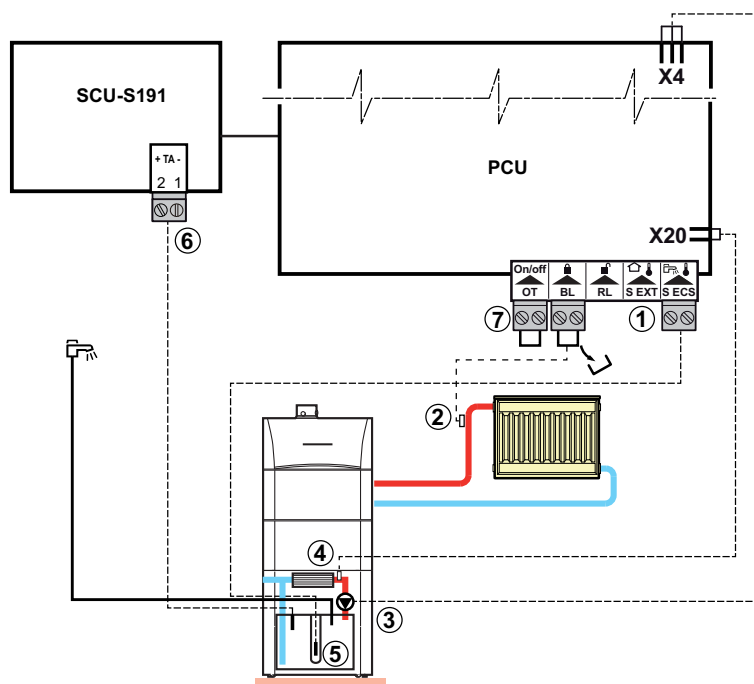 X4
SCU-S191
PCU
+ TA -
2 1
6
X20
On/off
OT BL RL S EXT S ECS
7
1
2
4
3
5